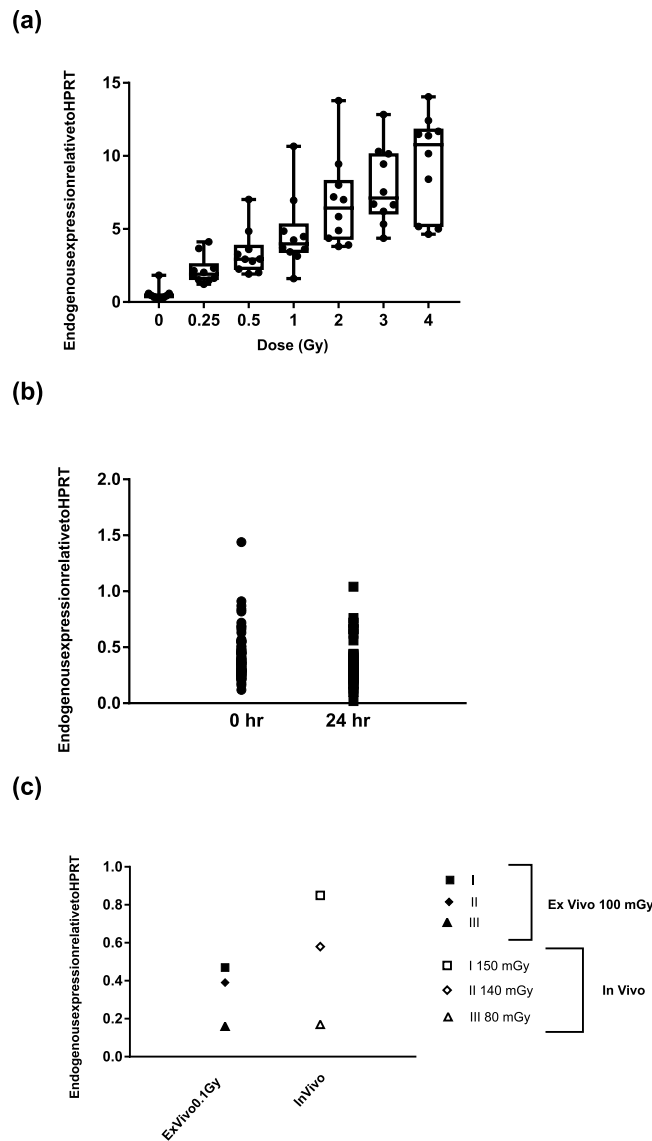 (a)
EndogenousexpressionrelativetoHPRT
15
10
5
0
0 0.25 0.5 1 2 3 4
Dose (Gy)
(b)
EndogenousexpressionrelativetoHPRT
2.0
1.5
1.0
0.5
0.0
0 hr 24 hr
(c)
EndogenousexpressionrelativetoHPRT
1.0
0.8
0.6
0.4
0.2
0.0
ExVivo0.1Gy InVivo
I
II
III
Ex Vivo 100 mGy
I 150 mGy
II 140 mGy
III 80 mGy
In Vivo